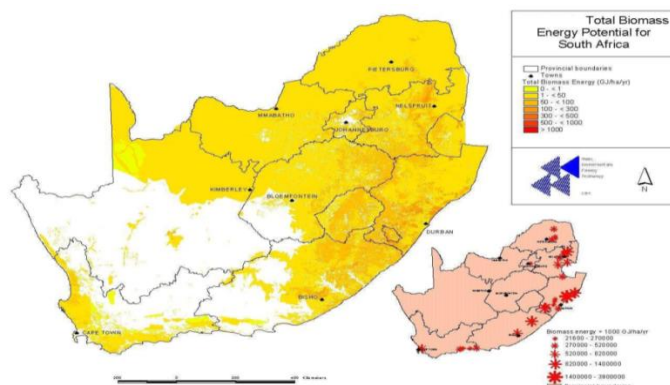 Total Biomass
Energy Potential for
South Africa
Provincial boundaries
Towns
Total Biomass Energy (GJ/ha/yr)
0 - <1
1 - < 50
50 - < 100
100 - < 300
300 - < 500
500 - < 1000
> 1000
N
PIETERSBURG
NELSPRUIT
MMABATHO
JOHANNESBURG
KIMBERLEY
BLOEMFONTEIN
DURBAN
BISHO
CAPE TOWN
Biomass energy > 1000 GJ/ha/yr
21600 - 270000
270000 - 520000
520000 - 820000
820000 - 1400000
1400000 - 3800000